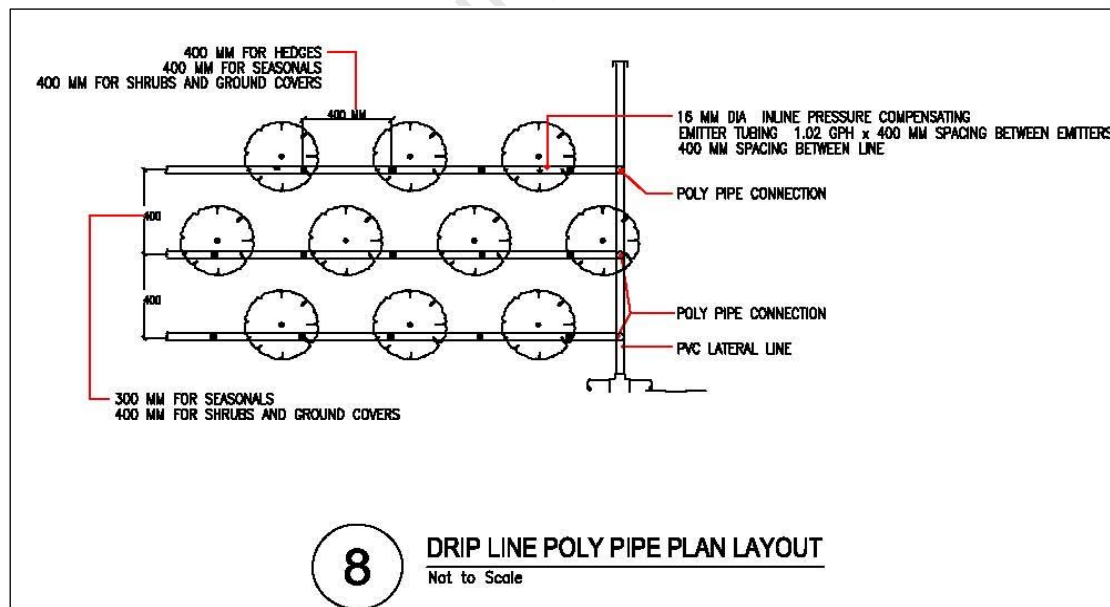 400 MM FOR HEDGES
400 MM FOR SEASONALS
400 MM FOR SHRUBS AND GROUND COVERS
400 MM
16 MM DIA INLINE PRESSURE COMPENSATING
EMITTER TUBING 1.02 GPH x 400 MM SPACING BETWEEN EMITTERS
400 MM SPACING BETWEEN LINE
POLY PIPE CONNECTION
400
400
POLY PIPE CONNECTION
PVC LATERAL LINE
300 MM FOR SEASONALS
400 MM FOR SHRUBS AND GROUND COVERS
8
DRIP LINE POLY PIPE PLAN LAYOUT
Not to Scale